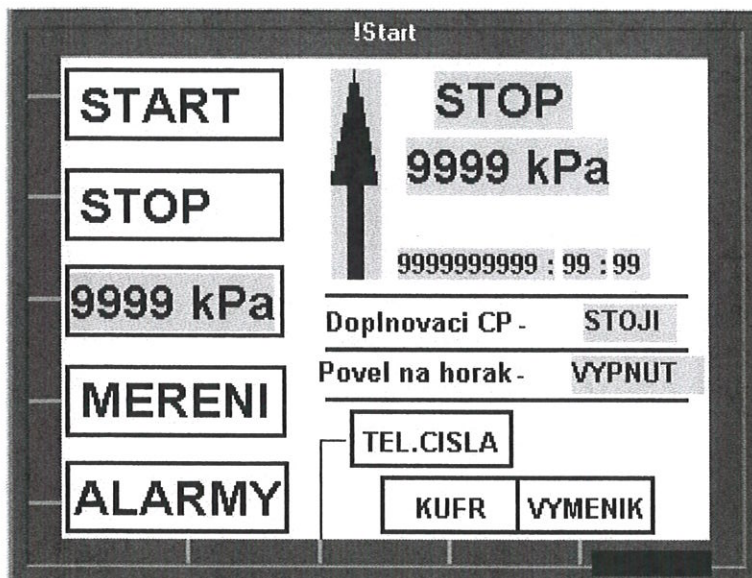 !Start
START
STOP
9999 kPa
MERENI
ALARMY
STOP
9999 kPa
9999999999 : 99 : 99
Doplnovaci CP - STOJI
Povel na horak - VYPNUT
TEL.CISLA
KUFR VYMENIK